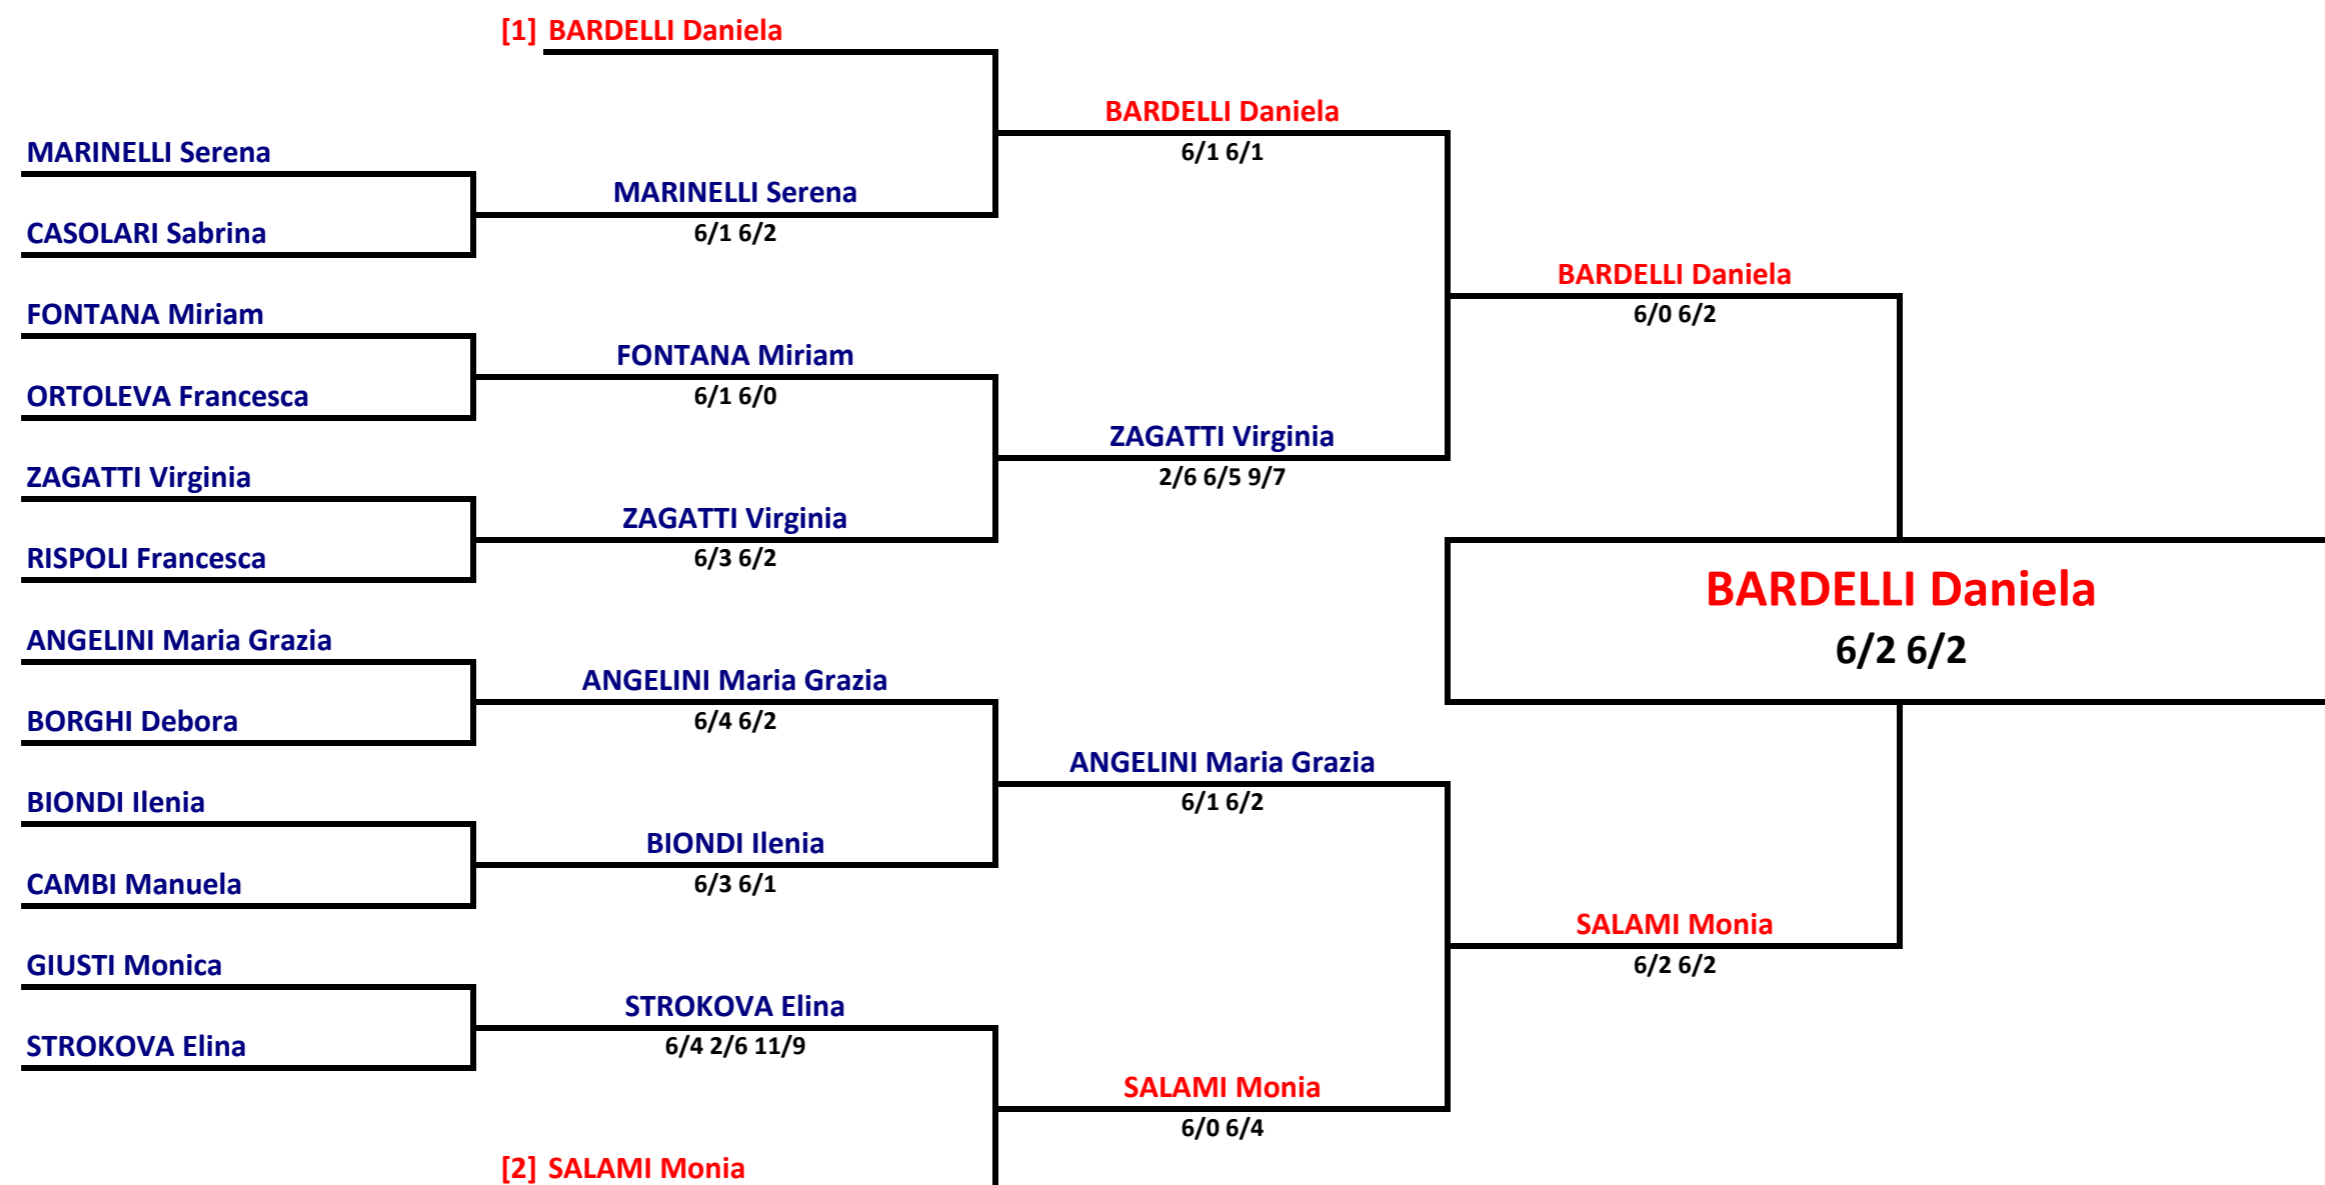 [1] BARDELLI Daniela
BARDELLI Daniela
6/1 6/1
MARINELLI Serena
MARINELLI Serena
6/1 6/2
CASOLARI Sabrina
BARDELLI Daniela
6/0 6/2
FONTANA Miriam
FONTANA Miriam
6/1 6/0
ORTOLEVA Francesca
ZAGATTI Virginia
2/6 6/5 9/7
ZAGATTI Virginia
ZAGATTI Virginia
6/3 6/2
RISPOLI Francesca
BARDELLI Daniela
6/2 6/2
ANGELINI Maria Grazia
ANGELINI Maria Grazia
6/4 6/2
BORGHI Debora
ANGELINI Maria Grazia
6/1 6/2
BIONDI Ilenia
BIONDI Ilenia
6/3 6/1
CAMBI Manuela
SALAMI Monia
6/2 6/2
GIUSTI Monica
STROKOVA Elina
6/4 2/6 11/9
STROKOVA Elina
SALAMI Monia
6/0 6/4
[2] SALAMI Monia